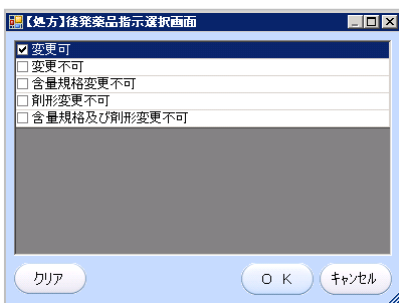 【処方】後発薬品指示選択画面
変更可
変更不可
含量規格変更不可
剤形変更不可
含量規格及び剤形変更不可
クリア
ＯＫ
キャンセル